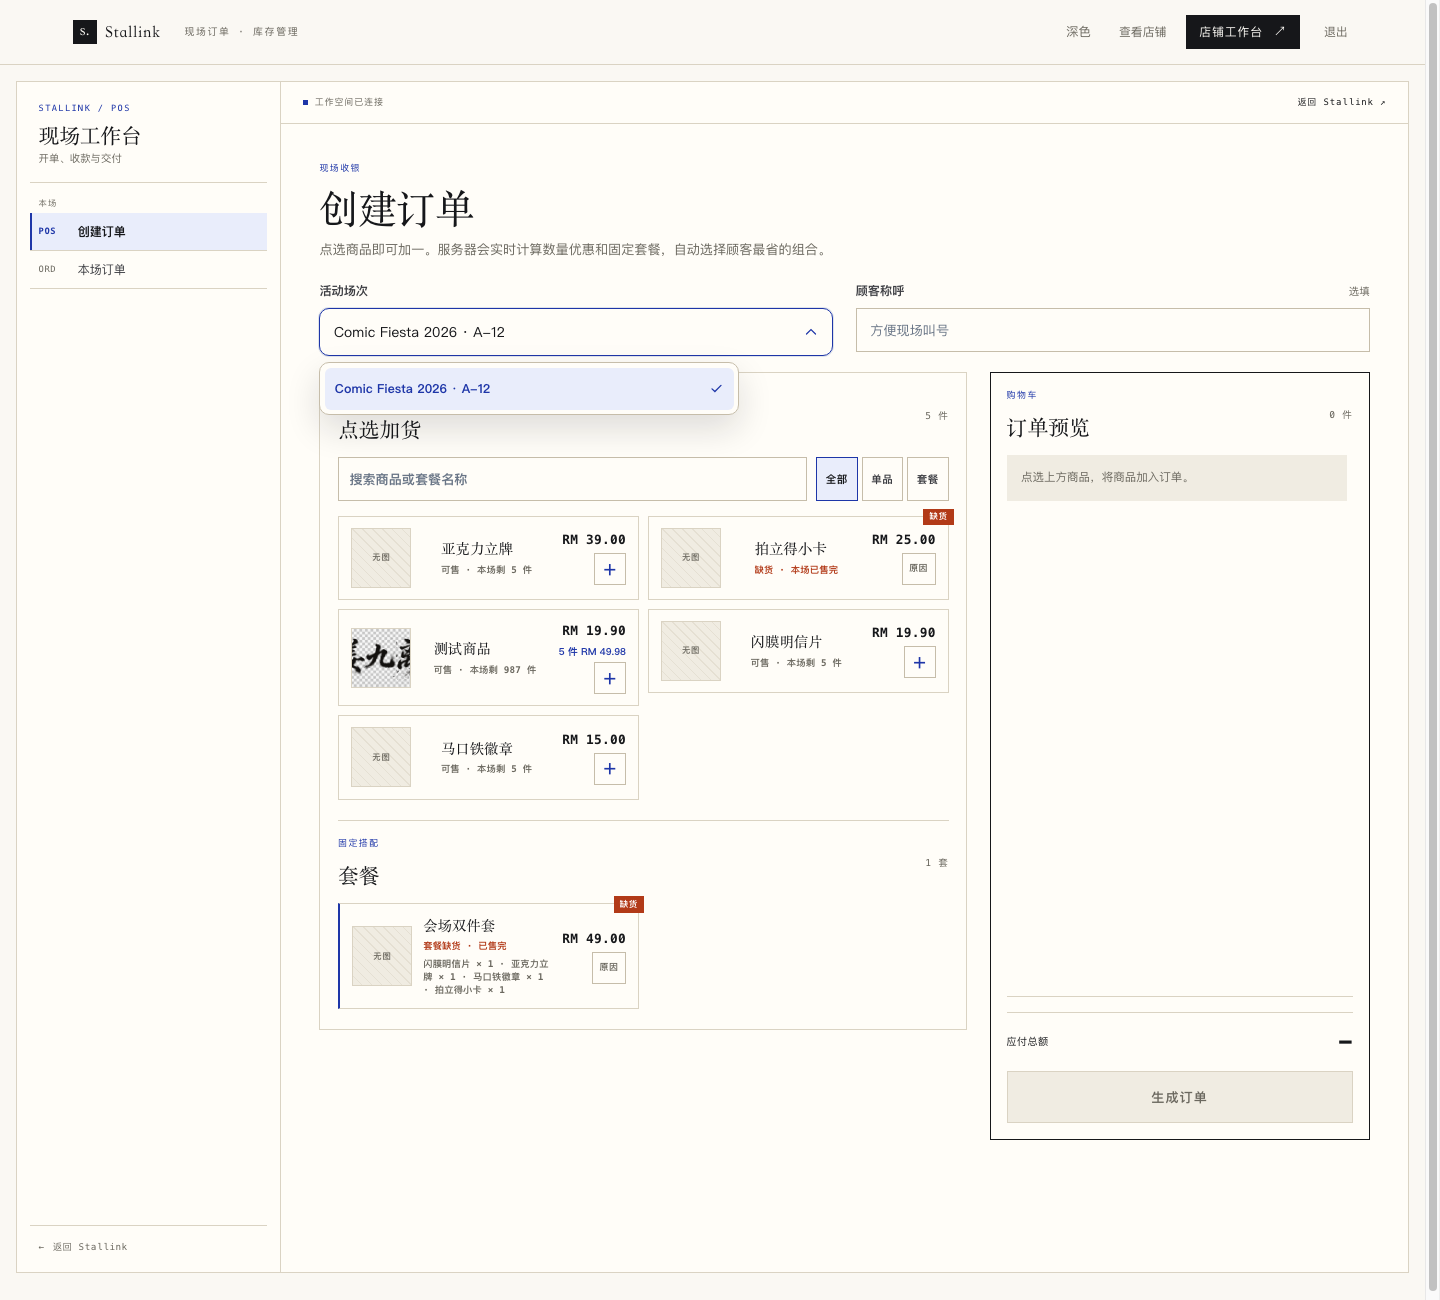 S. Stallink 现场订单 · 库存管理
深色 查看店铺 店铺工作台 ↗ 退出
STALLINK / POS
现场工作台
开单、收款与交付
本场
POS 创建订单
ORD 本场订单
← 返回 Stallink
工作空间已连接
返回 Stallink ↗
现场收银
创建订单
点选商品即可加一。服务器会实时计算数量优惠和固定套餐，自动选择顾客最省的组合。
活动场次
Comic Fiesta 2026 · A-12
Comic Fiesta 2026 · A-12
顾客称呼 选填
方便现场叫号
点选加货
5 件
搜索商品或套餐名称
全部 单品 套餐
无图
亚克力立牌
可售 · 本场剩 5 件
RM 39.00
+
缺货
无图
拍立得小卡
缺货 · 本场已售完
RM 25.00
原因
测试商品
可售 · 本场剩 987 件
RM 19.90
5 件 RM 49.98
+
无图
闪膜明信片
可售 · 本场剩 5 件
RM 19.90
+
无图
马口铁徽章
可售 · 本场剩 5 件
RM 15.00
+
固定搭配
套餐
1 套
缺货
无图
会场双件套
套餐缺货 · 已售完
闪膜明信片 × 1 · 亚克力立
牌 × 1 · 马口铁徽章 × 1
· 拍立得小卡 × 1
RM 49.00
原因
购物车
订单预览
0 件
点选上方商品，将商品加入订单。
应付总额 —
生成订单